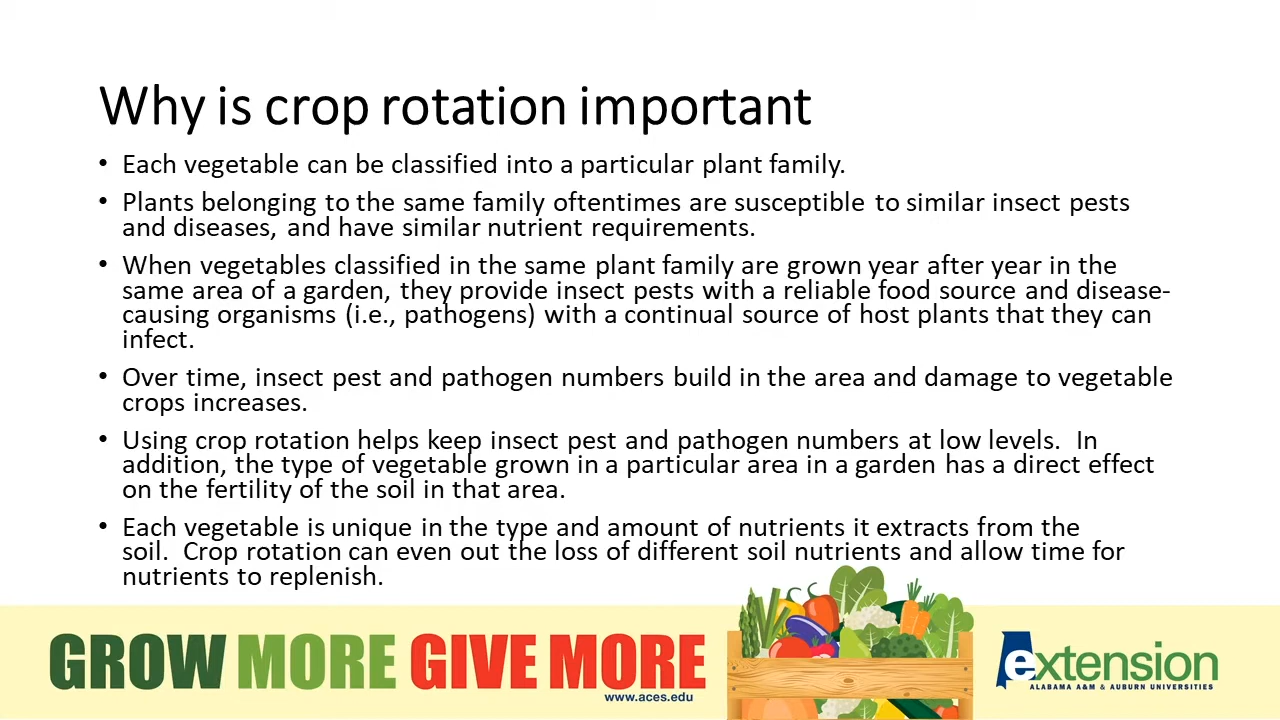 Why is crop rotation important
• Each vegetable can be classified into a particular plant family.
• Plants belonging to the same family oftentimes are susceptible to similar insect pests
and diseases, and have similar nutrient requirements.
• When vegetables classified in the same plant family are grown year after year in the
same area of a garden, they provide insect pests with a reliable food source and disease-
causing organisms (i.e., pathogens) with a continual source of host plants that they can
infect.
• Over time, insect pest and pathogen numbers build in the area and damage to vegetable
crops increases.
• Using crop rotation helps keep insect pest and pathogen numbers at low levels.  In
addition, the type of vegetable grown in a particular area in a garden has a direct effect
on the fertility of the soil in that area.
• Each vegetable is unique in the type and amount of nutrients it extracts from the
soil.  Crop rotation can even out the loss of different soil nutrients and allow time for
nutrients to replenish.
GROW MORE GIVE MORE
www.aces.edu
extension
ALABAMA A&M & AUBURN UNIVERSITIES